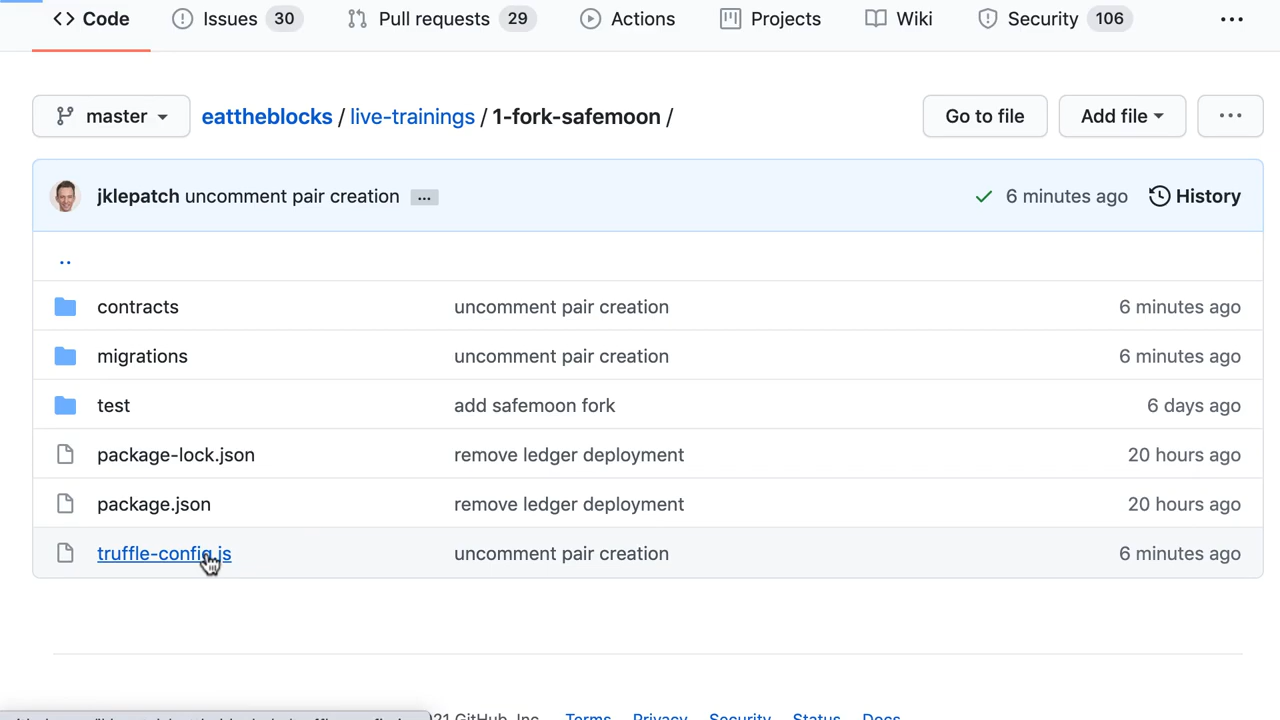 Code Issues 30 Pull requests 29 Actions Projects Wiki Security 106 ...
master eattheblocks / live-trainings / 1-fork-safemoon / Go to file Add file ...
jklepatch uncomment pair creation ... 6 minutes ago History
..
contracts uncomment pair creation 6 minutes ago
migrations uncomment pair creation 6 minutes ago
test add safemoon fork 6 days ago
package-lock.json remove ledger deployment 20 hours ago
package.json remove ledger deployment 20 hours ago
truffle-config.js uncomment pair creation 6 minutes ago
21 GitHub, Inc. Terms Privacy Security Status Docs